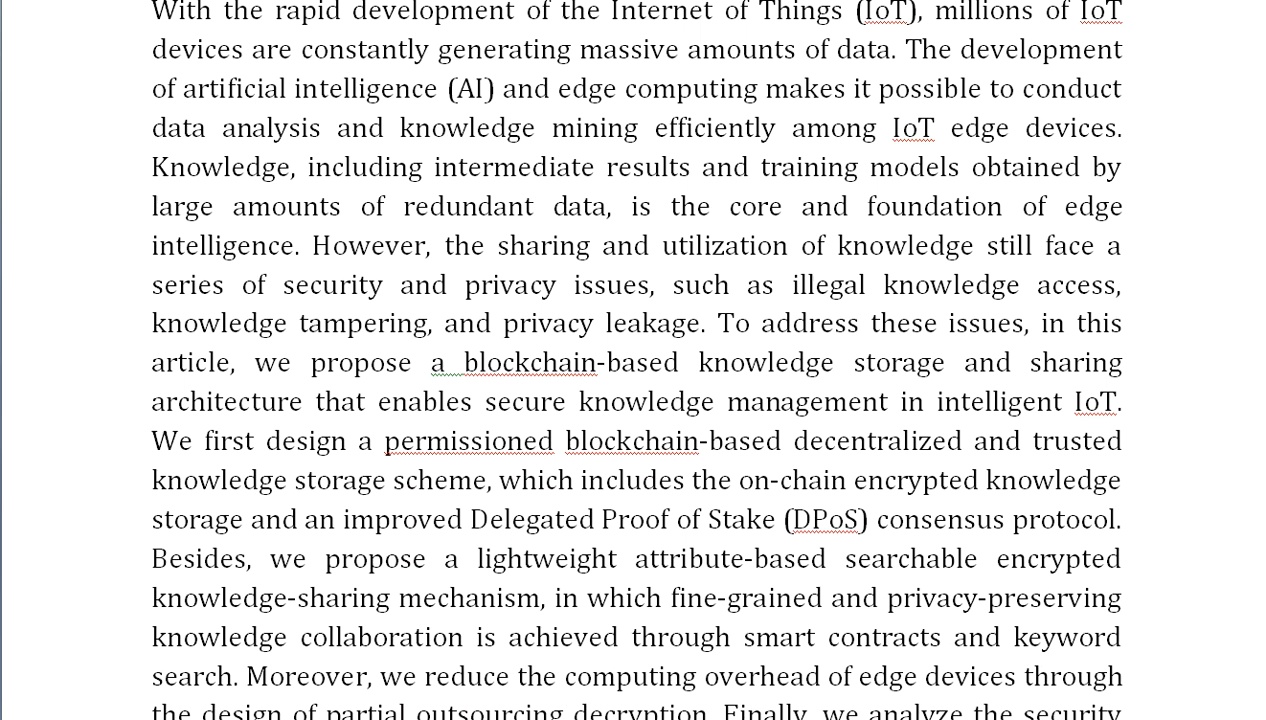 With the rapid development of the Internet of Things (IoT), millions of IoT
devices are constantly generating massive amounts of data. The development
of artificial intelligence (AI) and edge computing makes it possible to conduct
data analysis and knowledge mining efficiently among IoT edge devices.
Knowledge, including intermediate results and training models obtained by
large amounts of redundant data, is the core and foundation of edge
intelligence. However, the sharing and utilization of knowledge still face a
series of security and privacy issues, such as illegal knowledge access,
knowledge tampering, and privacy leakage. To address these issues, in this
article, we propose a blockchain-based knowledge storage and sharing
architecture that enables secure knowledge management in intelligent IoT.
We first design a permissioned blockchain-based decentralized and trusted
knowledge storage scheme, which includes the on-chain encrypted knowledge
storage and an improved Delegated Proof of Stake (DPoS) consensus protocol.
Besides, we propose a lightweight attribute-based searchable encrypted
knowledge-sharing mechanism, in which fine-grained and privacy-preserving
knowledge collaboration is achieved through smart contracts and keyword
search. Moreover, we reduce the computing overhead of edge devices through
the design of partial outsourcing decryption. Finally, we analyze the security